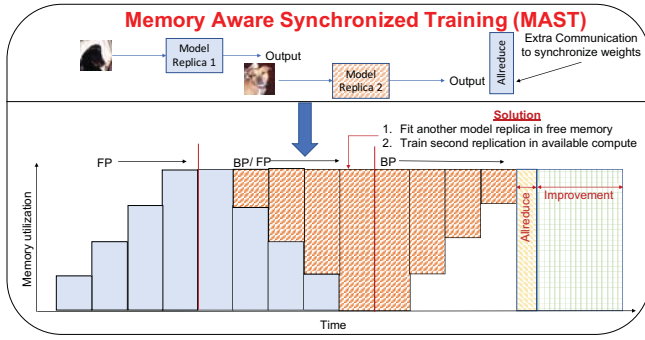 Memory Aware Synchronized Training (MAST)
Model
Replica 1
Output
Model
Replica 2
Output
Allreduce
Extra Communication
to synchronize weights
Solution
1. Fit another model replica in free memory
2. Train second replication in available compute
FP
BP/ FP
BP
Memory utilization
Allreduce
Improvement
Time